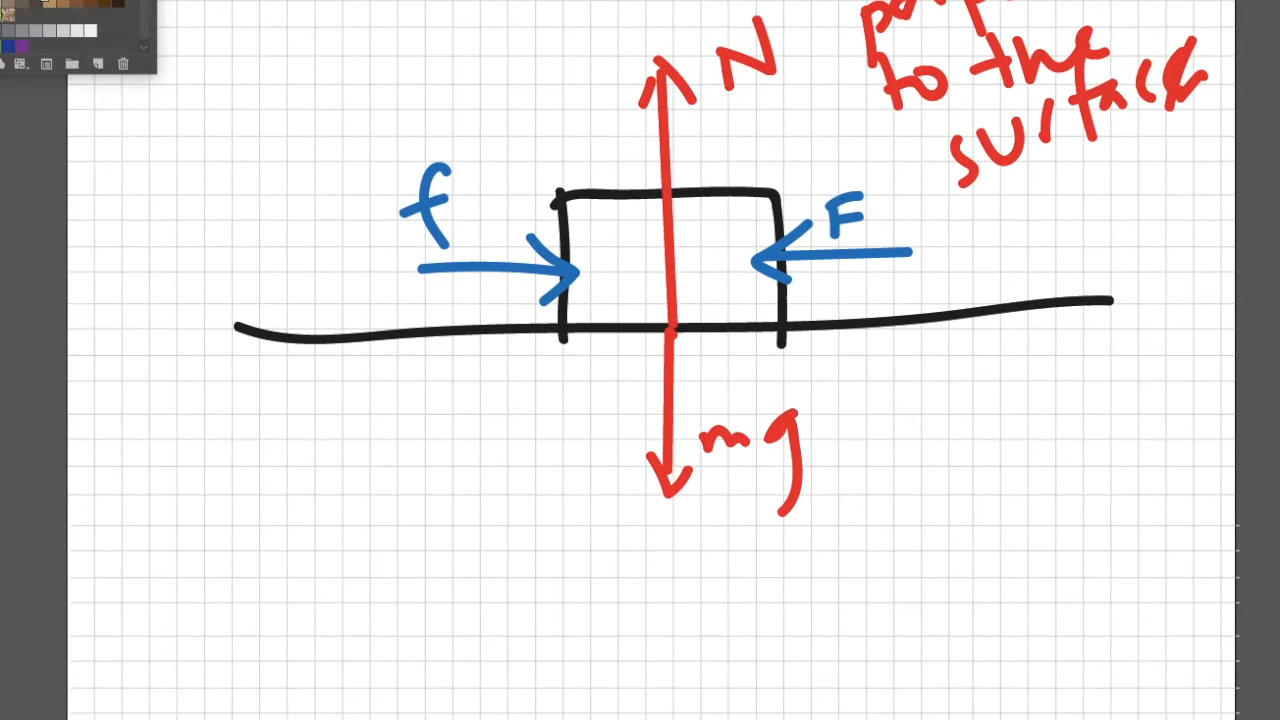 N
to the
surface
f
F
mg